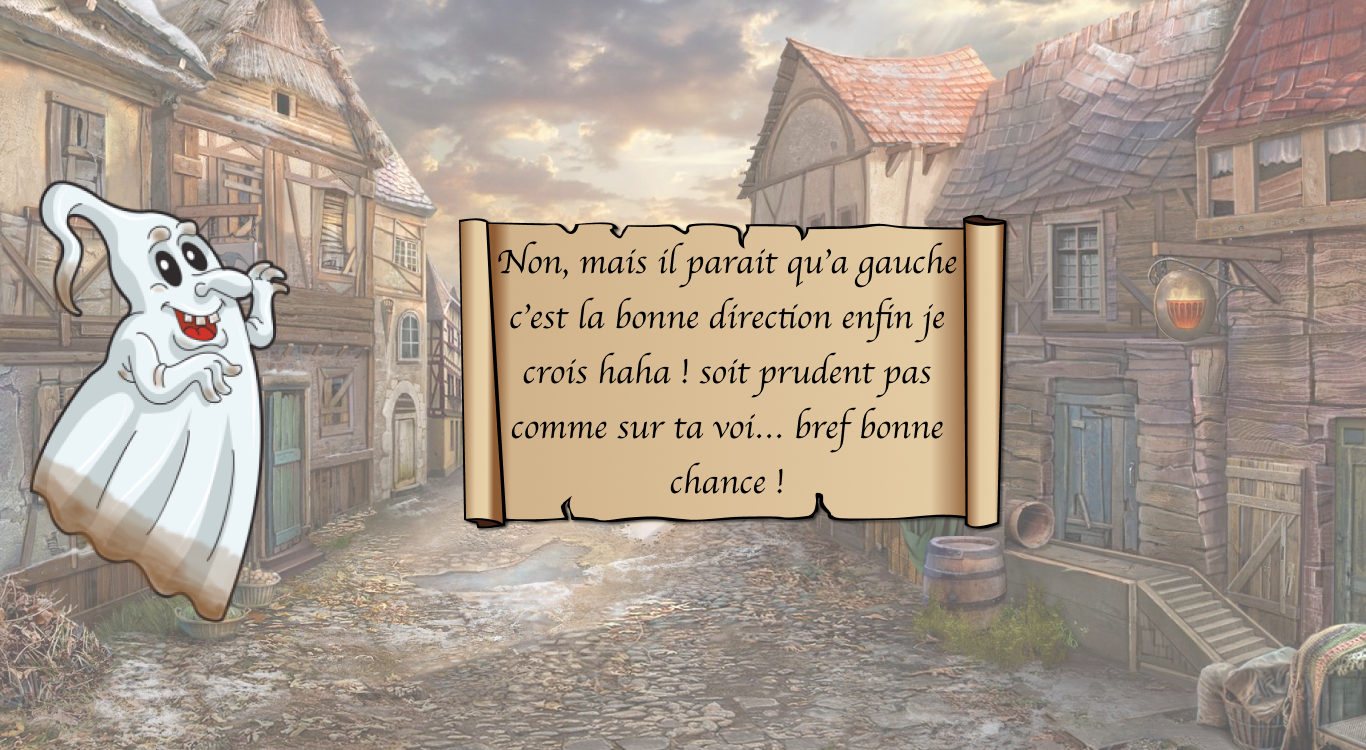 Non, mais il parait qu'a gauche
c'est la bonne direction enfin je
crois haha ! soit prudent pas
comme sur ta voi... bref bonne
chance !